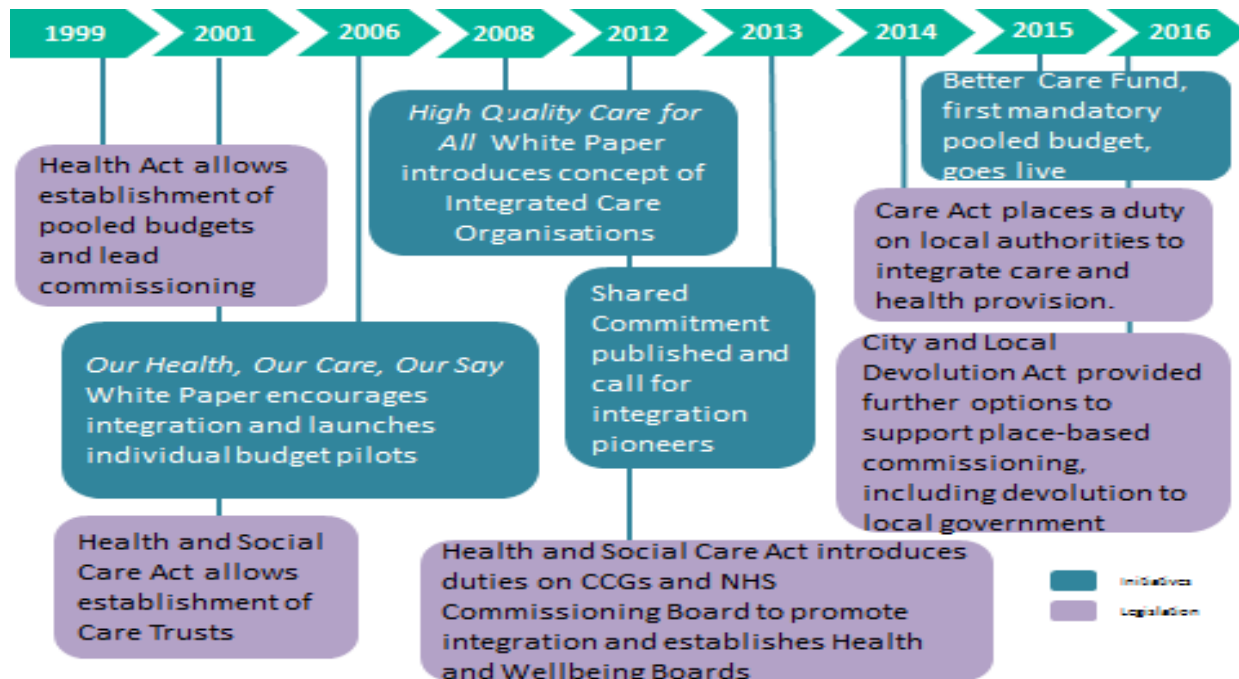 1999
2001
2006
2008
2012
2013
2014
2015
2016
Health Act allows
establishment of
pooled budgets
and lead
commissioning
High Quality Care for
All White Paper
introduces concept of
Integrated Care
Organisations
Better Care Fund,
first mandatory
pooled budget,
goes live
Care Act places a duty
on local authorities to
integrate care and
health provision.
Shared
Commitment
published and
call for
integration
pioneers
Our Health, Our Care, Our Say
White Paper encourages
integration and launches
individual budget pilots
City and Local
Devolution Act provided
further options to
support place-based
commissioning,
including devolution to
local government
Health and Social
Care Act allows
establishment of
Care Trusts
Health and Social Care Act introduces
duties on CCGs and NHS
Commissioning Board to promote
integration and establishes Health
and Wellbeing Boards
Initiatives
Legislation